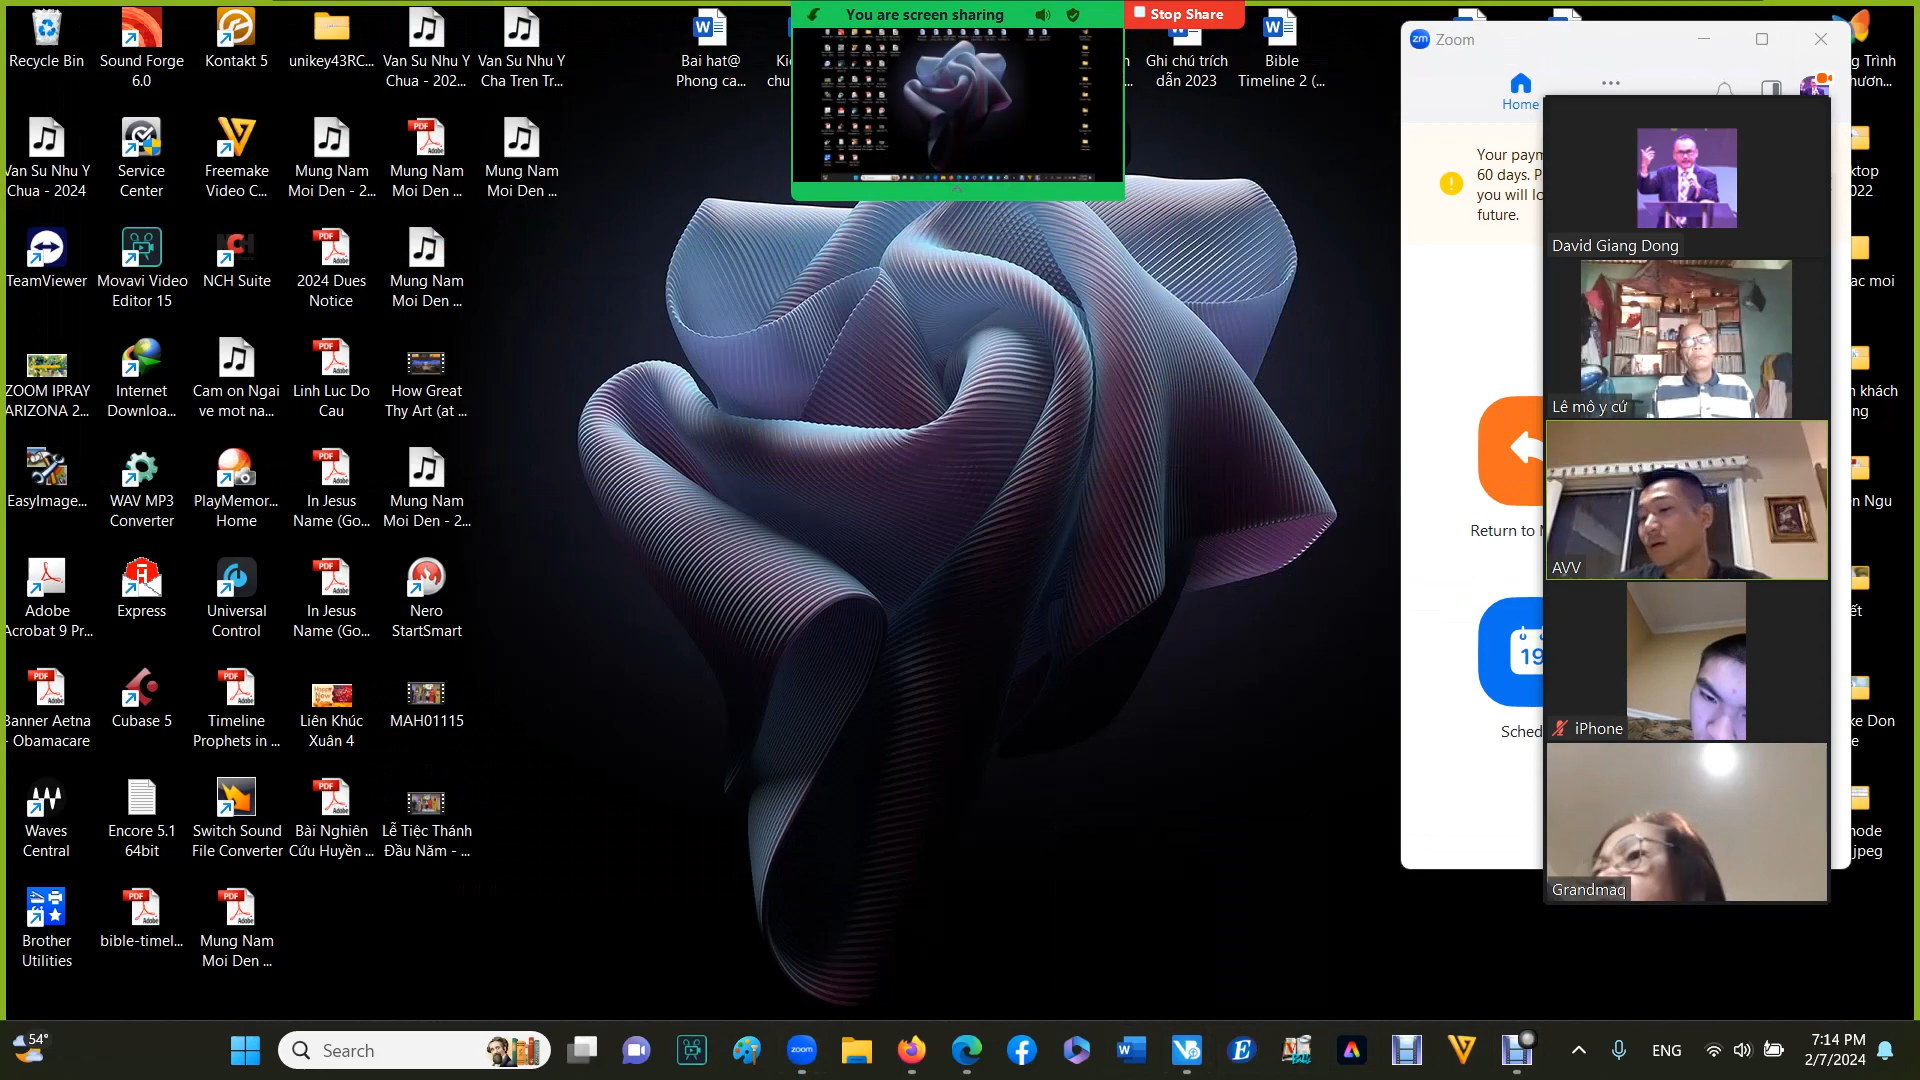 You are screen sharing
Stop Share
Recycle Bin
Sound Forge
6.0
Kontakt 5
unikey43RC...
Van Su Nhu Y
Chua - 202...
Van Su Nhu Y
Cha Tren Tr...
Bai hat@
Phong ca...
Ghi chú trích
dẫn 2023
Bible
Timeline 2 (...
Van Su Nhu Y
Chua - 2024
Service
Center
Freemake
Video C...
Mung Nam
Moi Den - 2...
Mung Nam
Moi Den ...
Mung Nam
Moi Den ...
TeamViewer
Movavi Video
Editor 15
NCH Suite
2024 Dues
Notice
Mung Nam
Moi Den ...
ZOOM IPRAY
ARIZONA 2...
Internet
Downloa...
Cam on Ngai
ve mot na...
Linh Luc Do
Cau
How Great
Thy Art (at ...
EasyImage...
WAV MP3
Converter
PlayMemor...
Home
In Jesus
Name (Go...
Mung Nam
Moi Den - 2...
Adobe
Acrobat 9 Pr...
Express
Universal
Control
In Jesus
Name (Go...
Nero
StartSmart
Banner Aetna
- Obamacare
Cubase 5
Timeline
Prophets in ...
Liên Khúc
Xuân 4
MAH01115
Waves
Central
Encore 5.1
64bit
Switch Sound
File Converter
Bài Nghiên
Cứu Huyền ...
Lễ Tiệc Thánh
Đầu Năm - ...
Brother
Utilities
bible-timel...
Mung Nam
Moi Den ...
zm Zoom
Home
Your paym
60 days. P
you will lo
future.
Return to
19
Sched
David Giang Dong
Lê mô y cứ
AVV
iPhone
Grandmaq
54°
Search
zoom
ENG
7:14 PM
2/7/2024